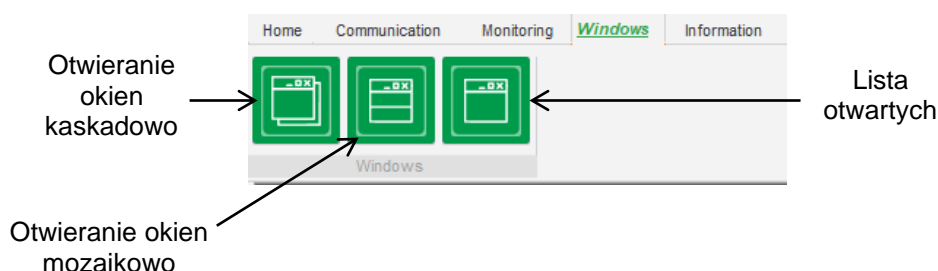 Home Communication Monitoring Windows Information
Otwieranie
okien
kaskadowo
Lista
otwartych
Windows
Otwieranie okien
mozaikowo